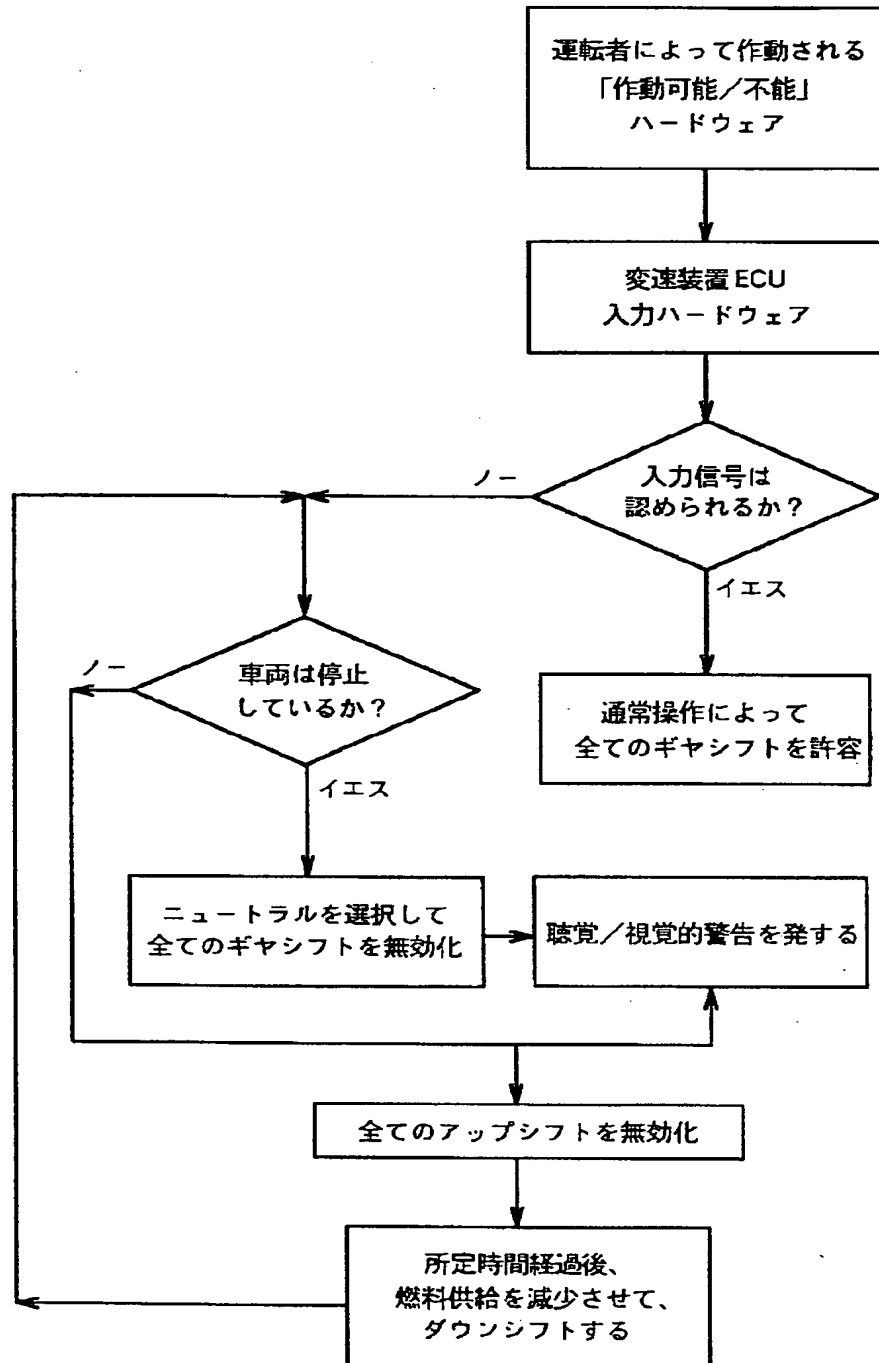 運転者によって作動される
「作動可能／不能」
ハードウェア
変速装置ECU
入力ハードウェア
入力信号は
認められるか？
ノー
イエス
通常操作によって
全てのギヤシフトを許容
車両は停止
しているか？
ノー
イエス
ニュートラルを選択して
全てのギヤシフトを無効化
聴覚／視覚的警告を発する
全てのアップシフトを無効化
所定時間経過後、
燃料供給を減少させて、
ダウンシフトする